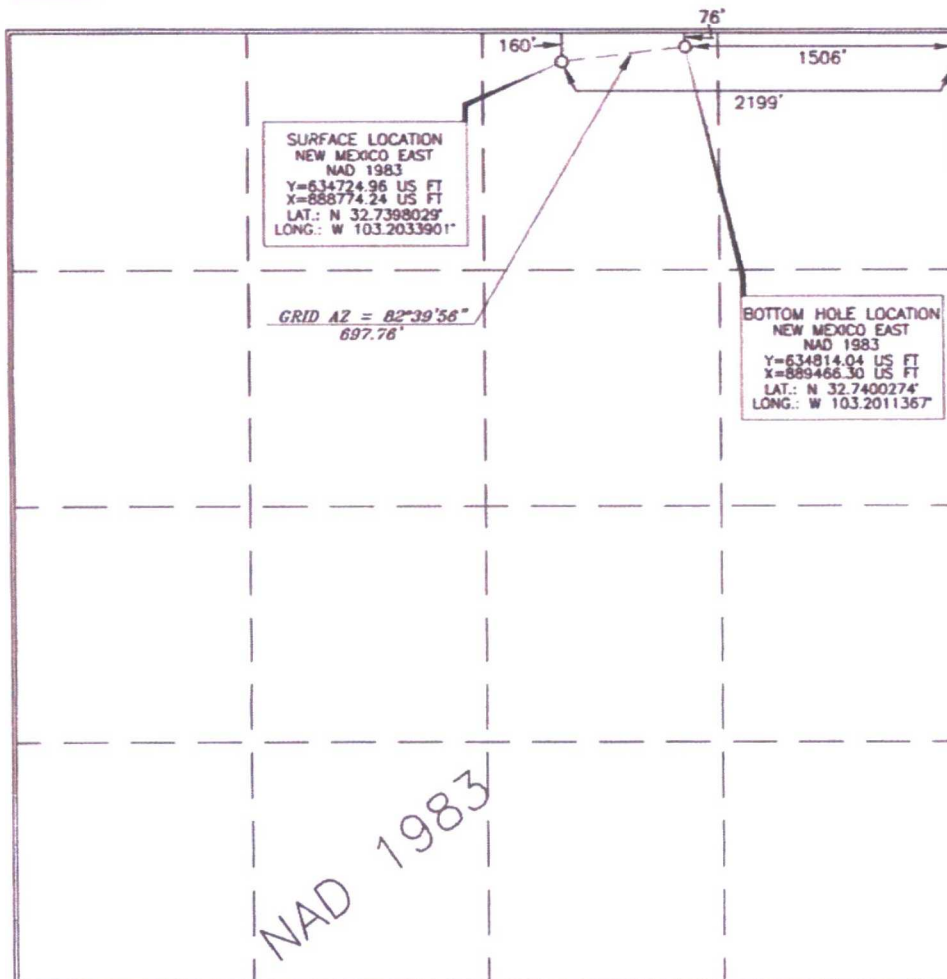 76'
160'
1506'
2199'
SURFACE LOCATION
NEW MEXICO EAST
NAD 1983
Y=634724.96 US FT
X=888774.24 US FT
LAT.: N 32.7398029°
LONG.: W 103.2033901°
GRID AZ = 82°39'56"
697.76'
BOTTOM HOLE LOCATION
NEW MEXICO EAST
NAD 1983
Y=634814.04 US FT
X=889466.30 US FT
LAT.: N 32.7400274°
LONG.: W 103.2011367°
NAD 1983